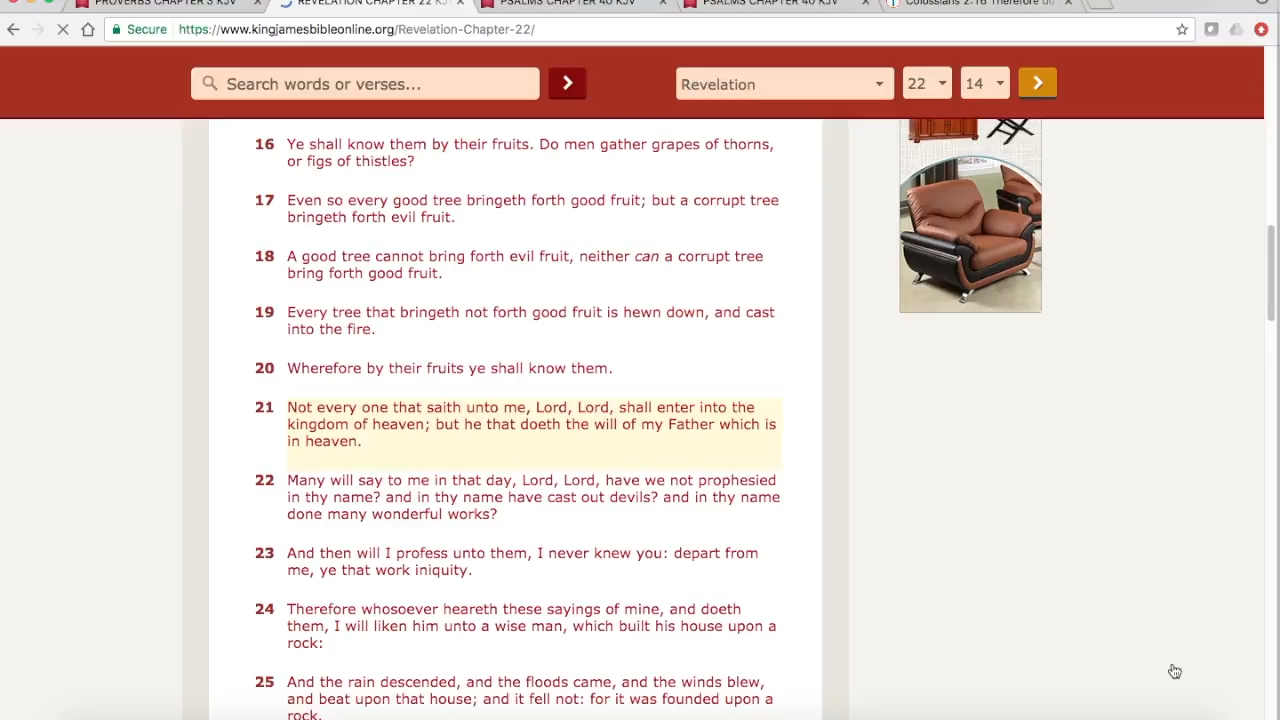 PROVERBS CHAPTER 3 KJV
REVELATION CHAPTER 22 KJ
PSALMS CHAPTER 40 KJV
PSALMS CHAPTER 40 KJV
Colossians 2:16 Therefore do
Secure https://www.kingjamesbibleonline.org/Revelation-Chapter-22/
Search words or verses... Revelation 22 14
16 Ye shall know them by their fruits. Do men gather grapes of thorns,
or figs of thistles?
17 Even so every good tree bringeth forth good fruit; but a corrupt tree
bringeth forth evil fruit.
18 A good tree cannot bring forth evil fruit, neither can a corrupt tree
bring forth good fruit.
19 Every tree that bringeth not forth good fruit is hewn down, and cast
into the fire.
20 Wherefore by their fruits ye shall know them.
21 Not every one that saith unto me, Lord, Lord, shall enter into the
kingdom of heaven; but he that doeth the will of my Father which is
in heaven.
22 Many will say to me in that day, Lord, Lord, have we not prophesied
in thy name? and in thy name have cast out devils? and in thy name
done many wonderful works?
23 And then will I profess unto them, I never knew you: depart from
me, ye that work iniquity.
24 Therefore whosoever heareth these sayings of mine, and doeth
them, I will liken him unto a wise man, which built his house upon a
rock:
25 And the rain descended, and the floods came, and the winds blew,
and beat upon that house; and it fell not: for it was founded upon a
rock.